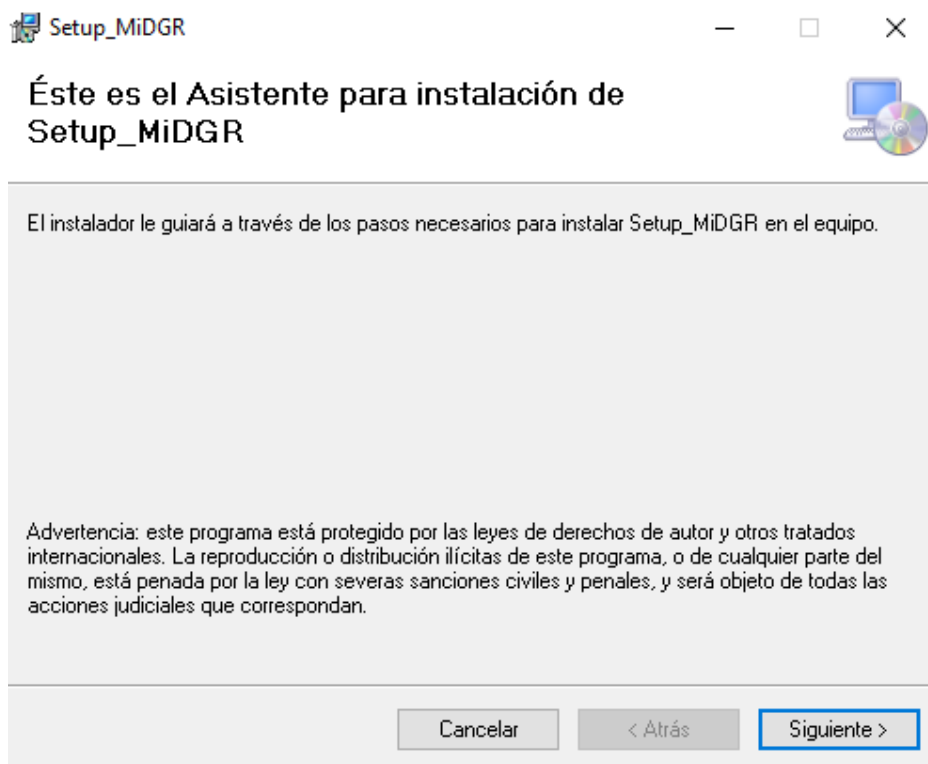 Setup_MiDGR
Éste es el Asistente para instalación de
Setup_MiDGR
El instalador le guiará a través de los pasos necesarios para instalar Setup_MiDGR en el equipo.
Advertencia: este programa está protegido por las leyes de derechos de autor y otros tratados
internacionales. La reproducción o distribución ilícitas de este programa, o de cualquier parte del
mismo, está penada por la ley con severas sanciones civiles y penales, y será objeto de todas las
acciones judiciales que correspondan.
Cancelar
< Atrás
Siguiente >